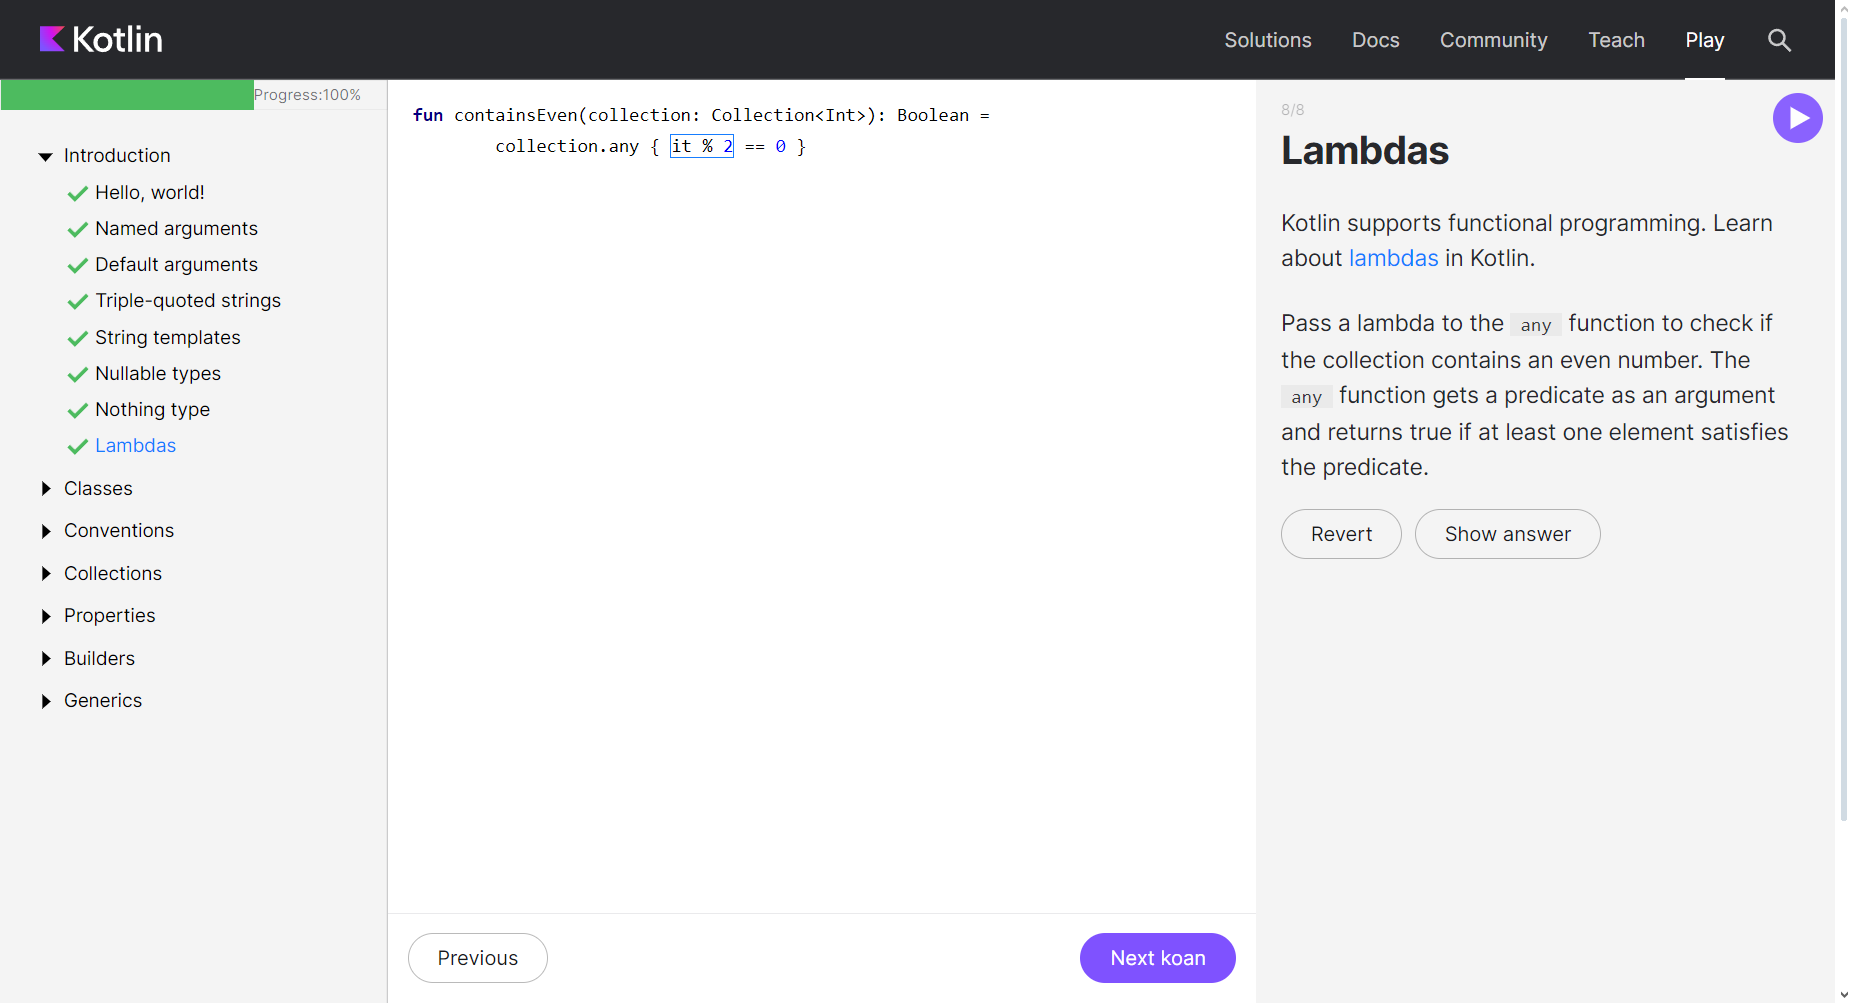 Kotlin
Solutions
Docs
Community
Teach
Play
Progress:100%
Introduction
Hello, world!
Named arguments
Default arguments
Triple-quoted strings
String templates
Nullable types
Nothing type
Lambdas
Classes
Conventions
Collections
Properties
Builders
Generics
fun containsEven(collection: Collection<Int>): Boolean =
collection.any { it % 2 == 0 }
Previous
Next koan
8/8
Lambdas
Kotlin supports functional programming. Learn
about lambdas in Kotlin.
Pass a lambda to the any function to check if
the collection contains an even number. The
any function gets a predicate as an argument
and returns true if at least one element satisfies
the predicate.
Revert
Show answer